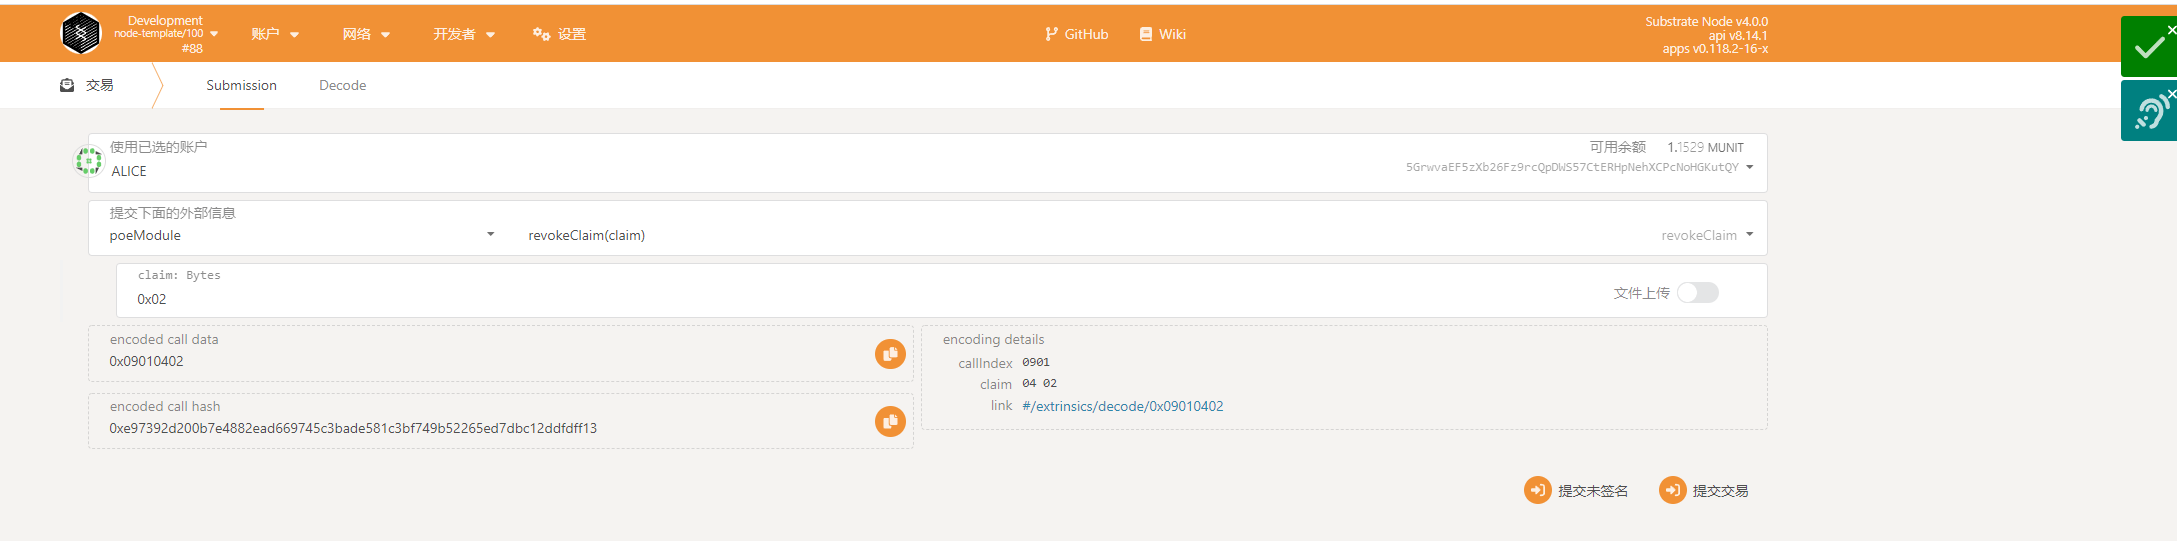 Development
node-template/100
#88
账户
网络
开发者
设置
GitHub
Wiki
Substrate Node v4.0.0
api v8.14.1
apps v0.118.2-16-x
交易
Submission
Decode
使用已选的账户
ALICE
可用余额 1.1529 MUNIT
5GrwvaEF5zXb26Fz9rcQpDWS57CtERHpNehXCPcNoHGKutQY
提交下面的外部信息
poeModule
revokeClaim(claim)
revokeClaim
claim: Bytes
0x02
文件上传
encoded call data
0x09010402
encoded call hash
0xe97392d200b7e4882ead669745c3bade581c3bf749b52265ed7dbc12ddfdff13
encoding details
callIndex 0901
claim 04 02
link #/extrinsics/decode/0x09010402
提交未签名
提交交易